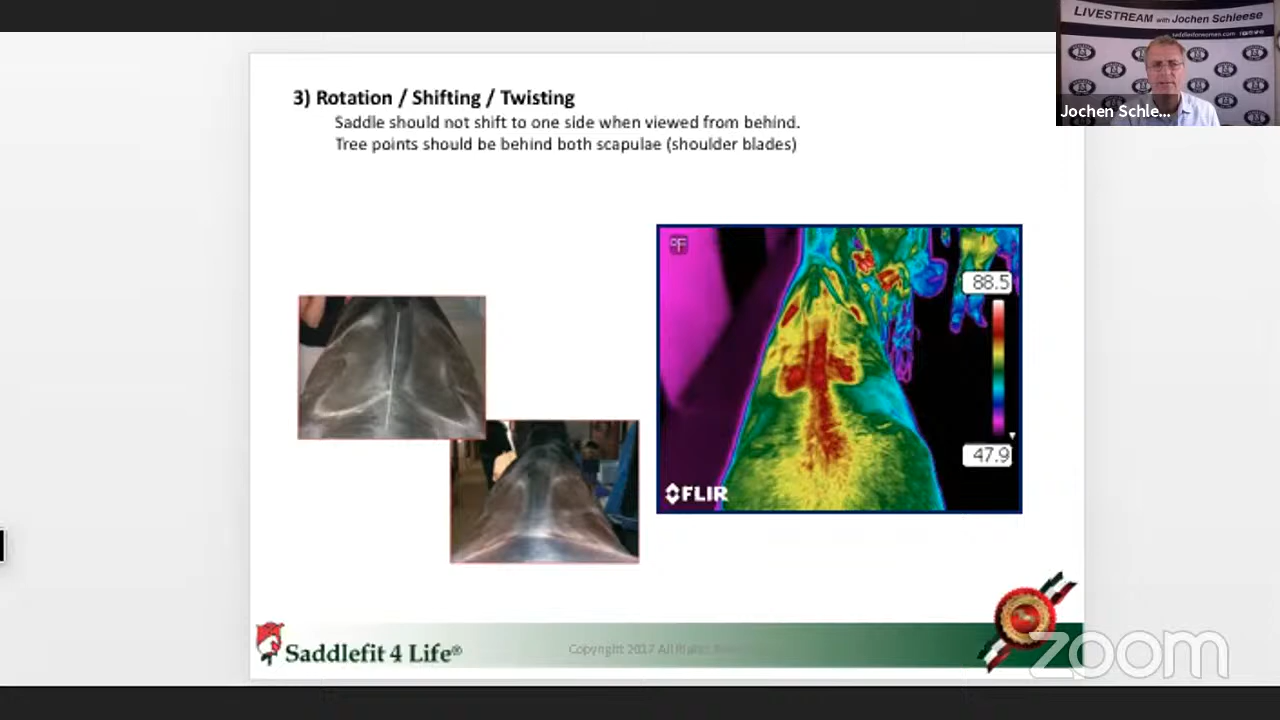 LIVESTREAM with Jochen Schleese
Jochen Schle...
3) Rotation / Shifting / Twisting
Saddle should not shift to one side when viewed from behind.
Tree points should be behind both scapulae (shoulder blades)
°F
88.5
47.9
FLIR
Saddlefit 4 Life®
Copyright 2017 All Rights
zoom